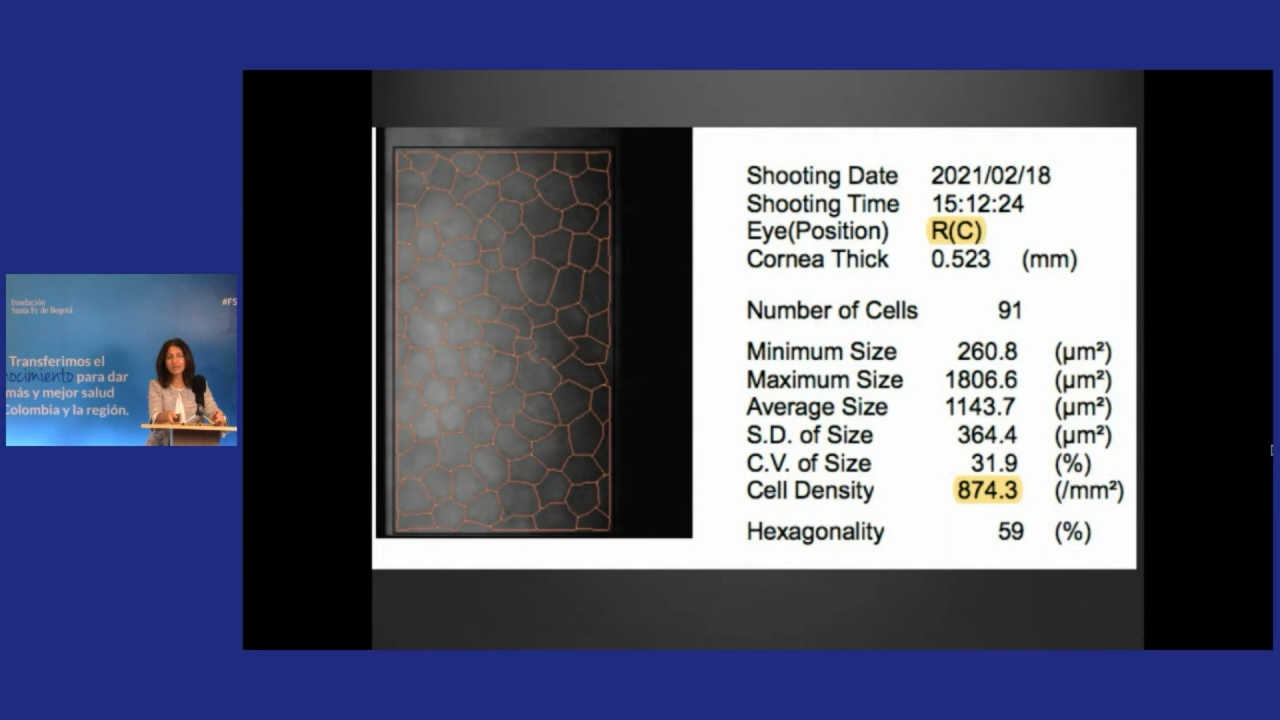 Fundación
Santa Fe de Bogotá
#FS
Transferimos el
nocimiento para dar
más y mejor salud
Colombia y la región.
Shooting Date 2021/02/18
Shooting Time 15:12:24
Eye(Position) R(C)
Cornea Thick 0.523 (mm)
Number of Cells 91
Minimum Size 260.8 (µm²)
Maximum Size 1806.6 (µm²)
Average Size 1143.7 (µm²)
S.D. of Size 364.4 (µm²)
C.V. of Size 31.9 (%)
Cell Density 874.3 (/mm²)
Hexagonality 59 (%)